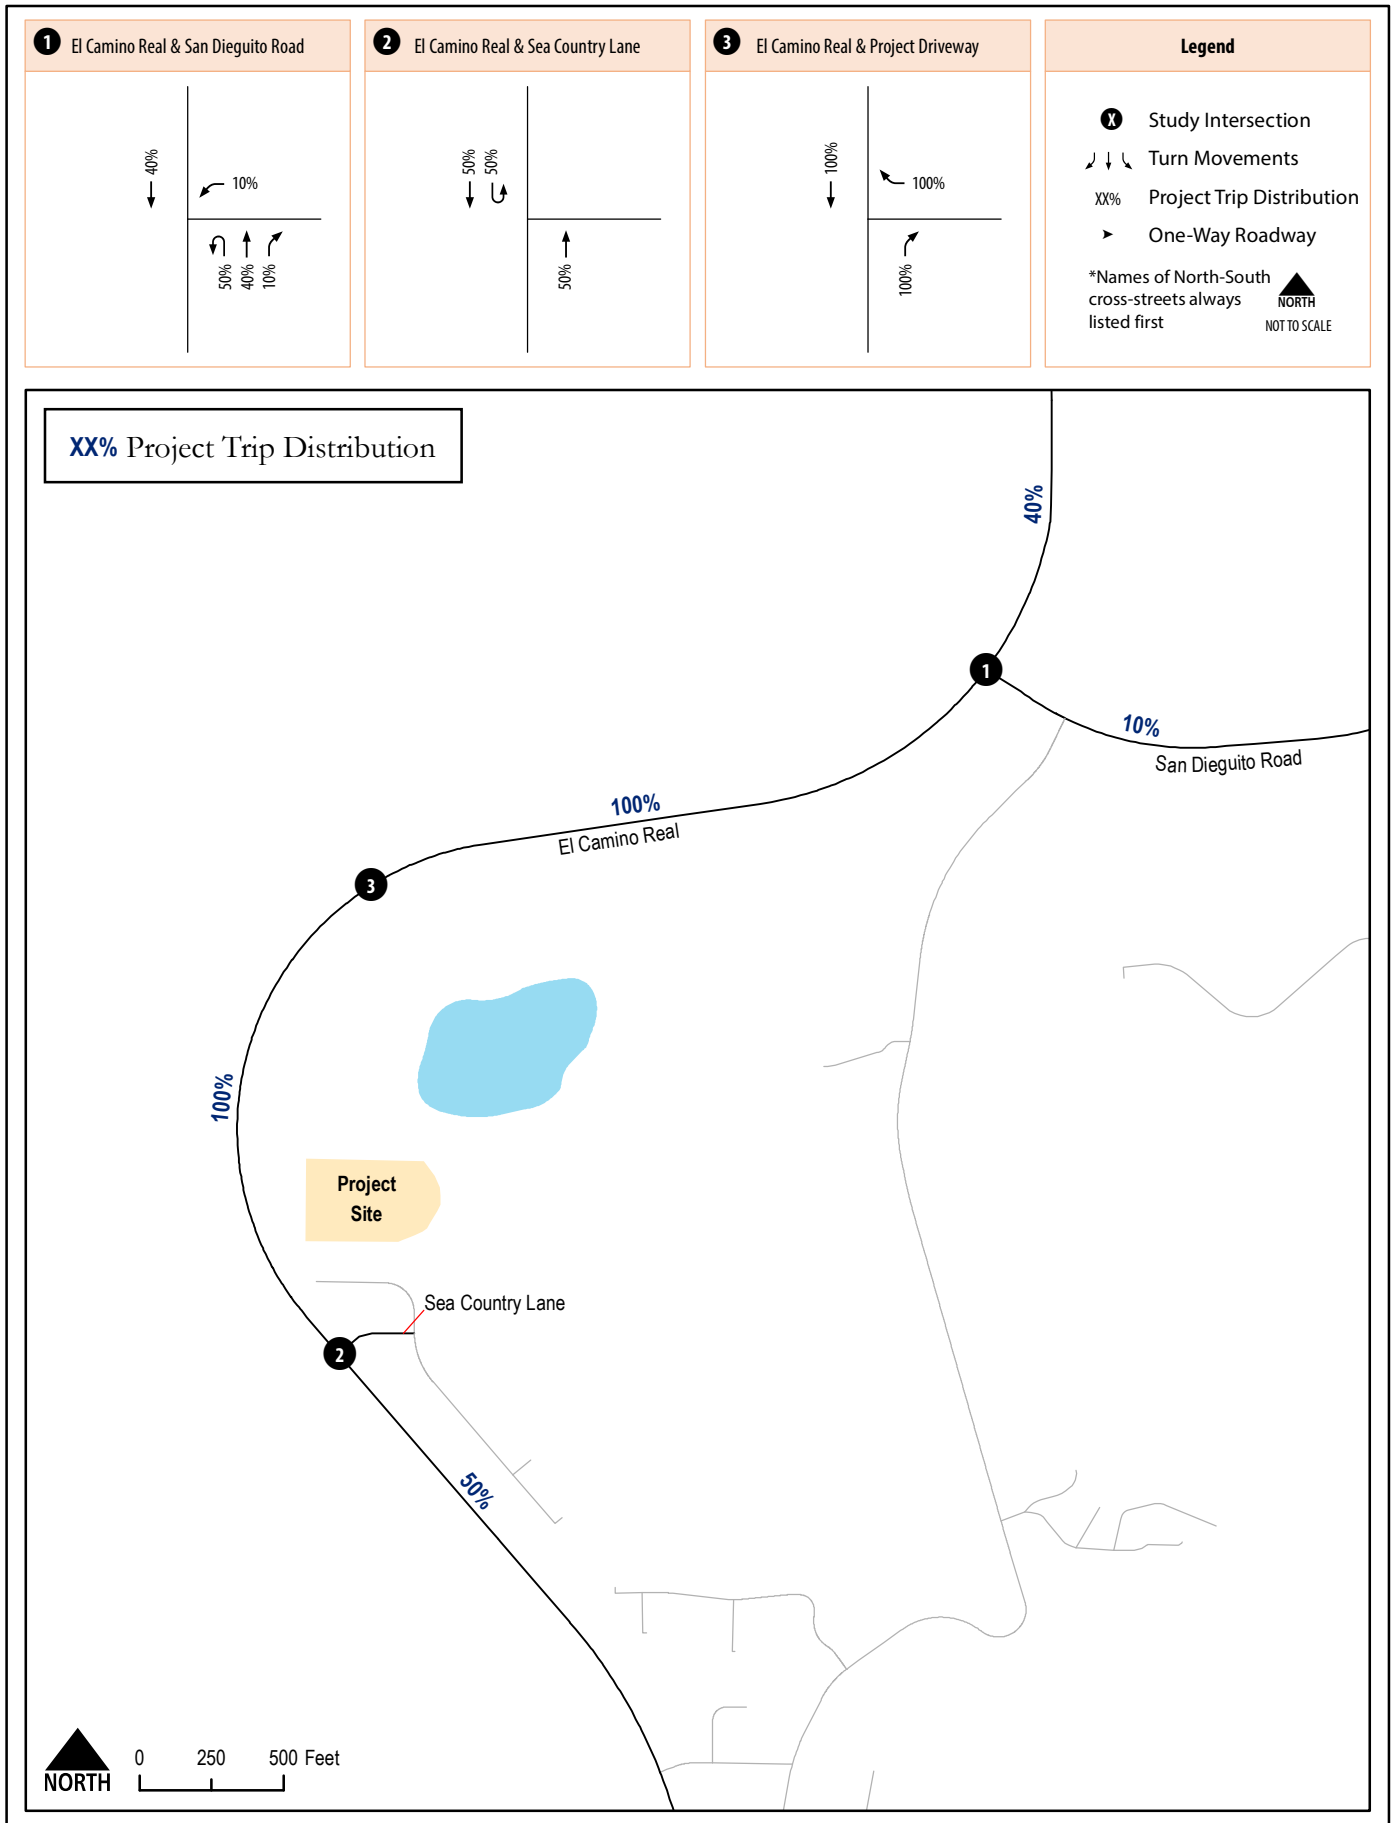 1 El Camino Real & San Dieguito Road
40%
10%
50%
40%
10%
2 El Camino Real & Sea Country Lane
50%
50%
50%
3 El Camino Real & Project Driveway
100%
100%
100%
Legend
X Study Intersection
Turn Movements
XX% Project Trip Distribution
One-Way Roadway
*Names of North-South
cross-streets always
listed first
NORTH
NOT TO SCALE
XX% Project Trip Distribution
40%
1
10%
San Dieguito Road
100%
El Camino Real
3
100%
Project
Site
Sea Country Lane
2
50%
NORTH
0 250 500 Feet